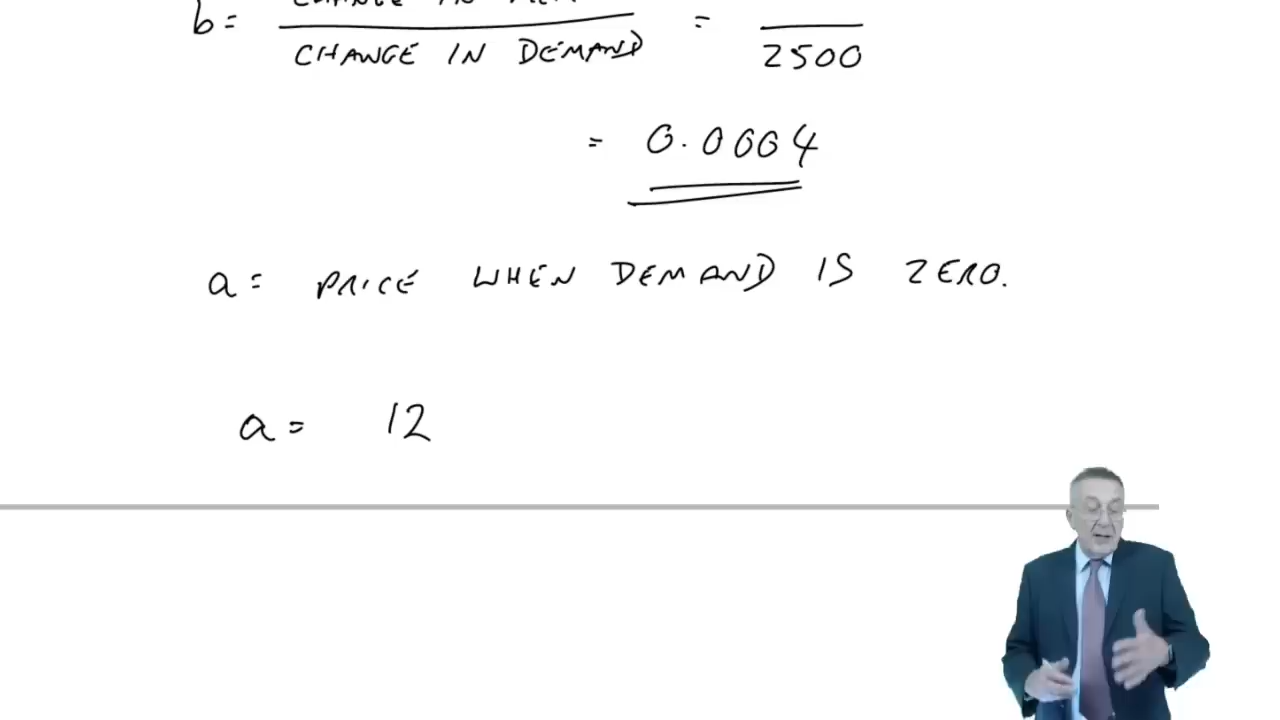 b = CHANGE IN DEMAND = 2500
= 0.0004
a = PRICE WHEN DEMAND IS ZERO.
a = 12